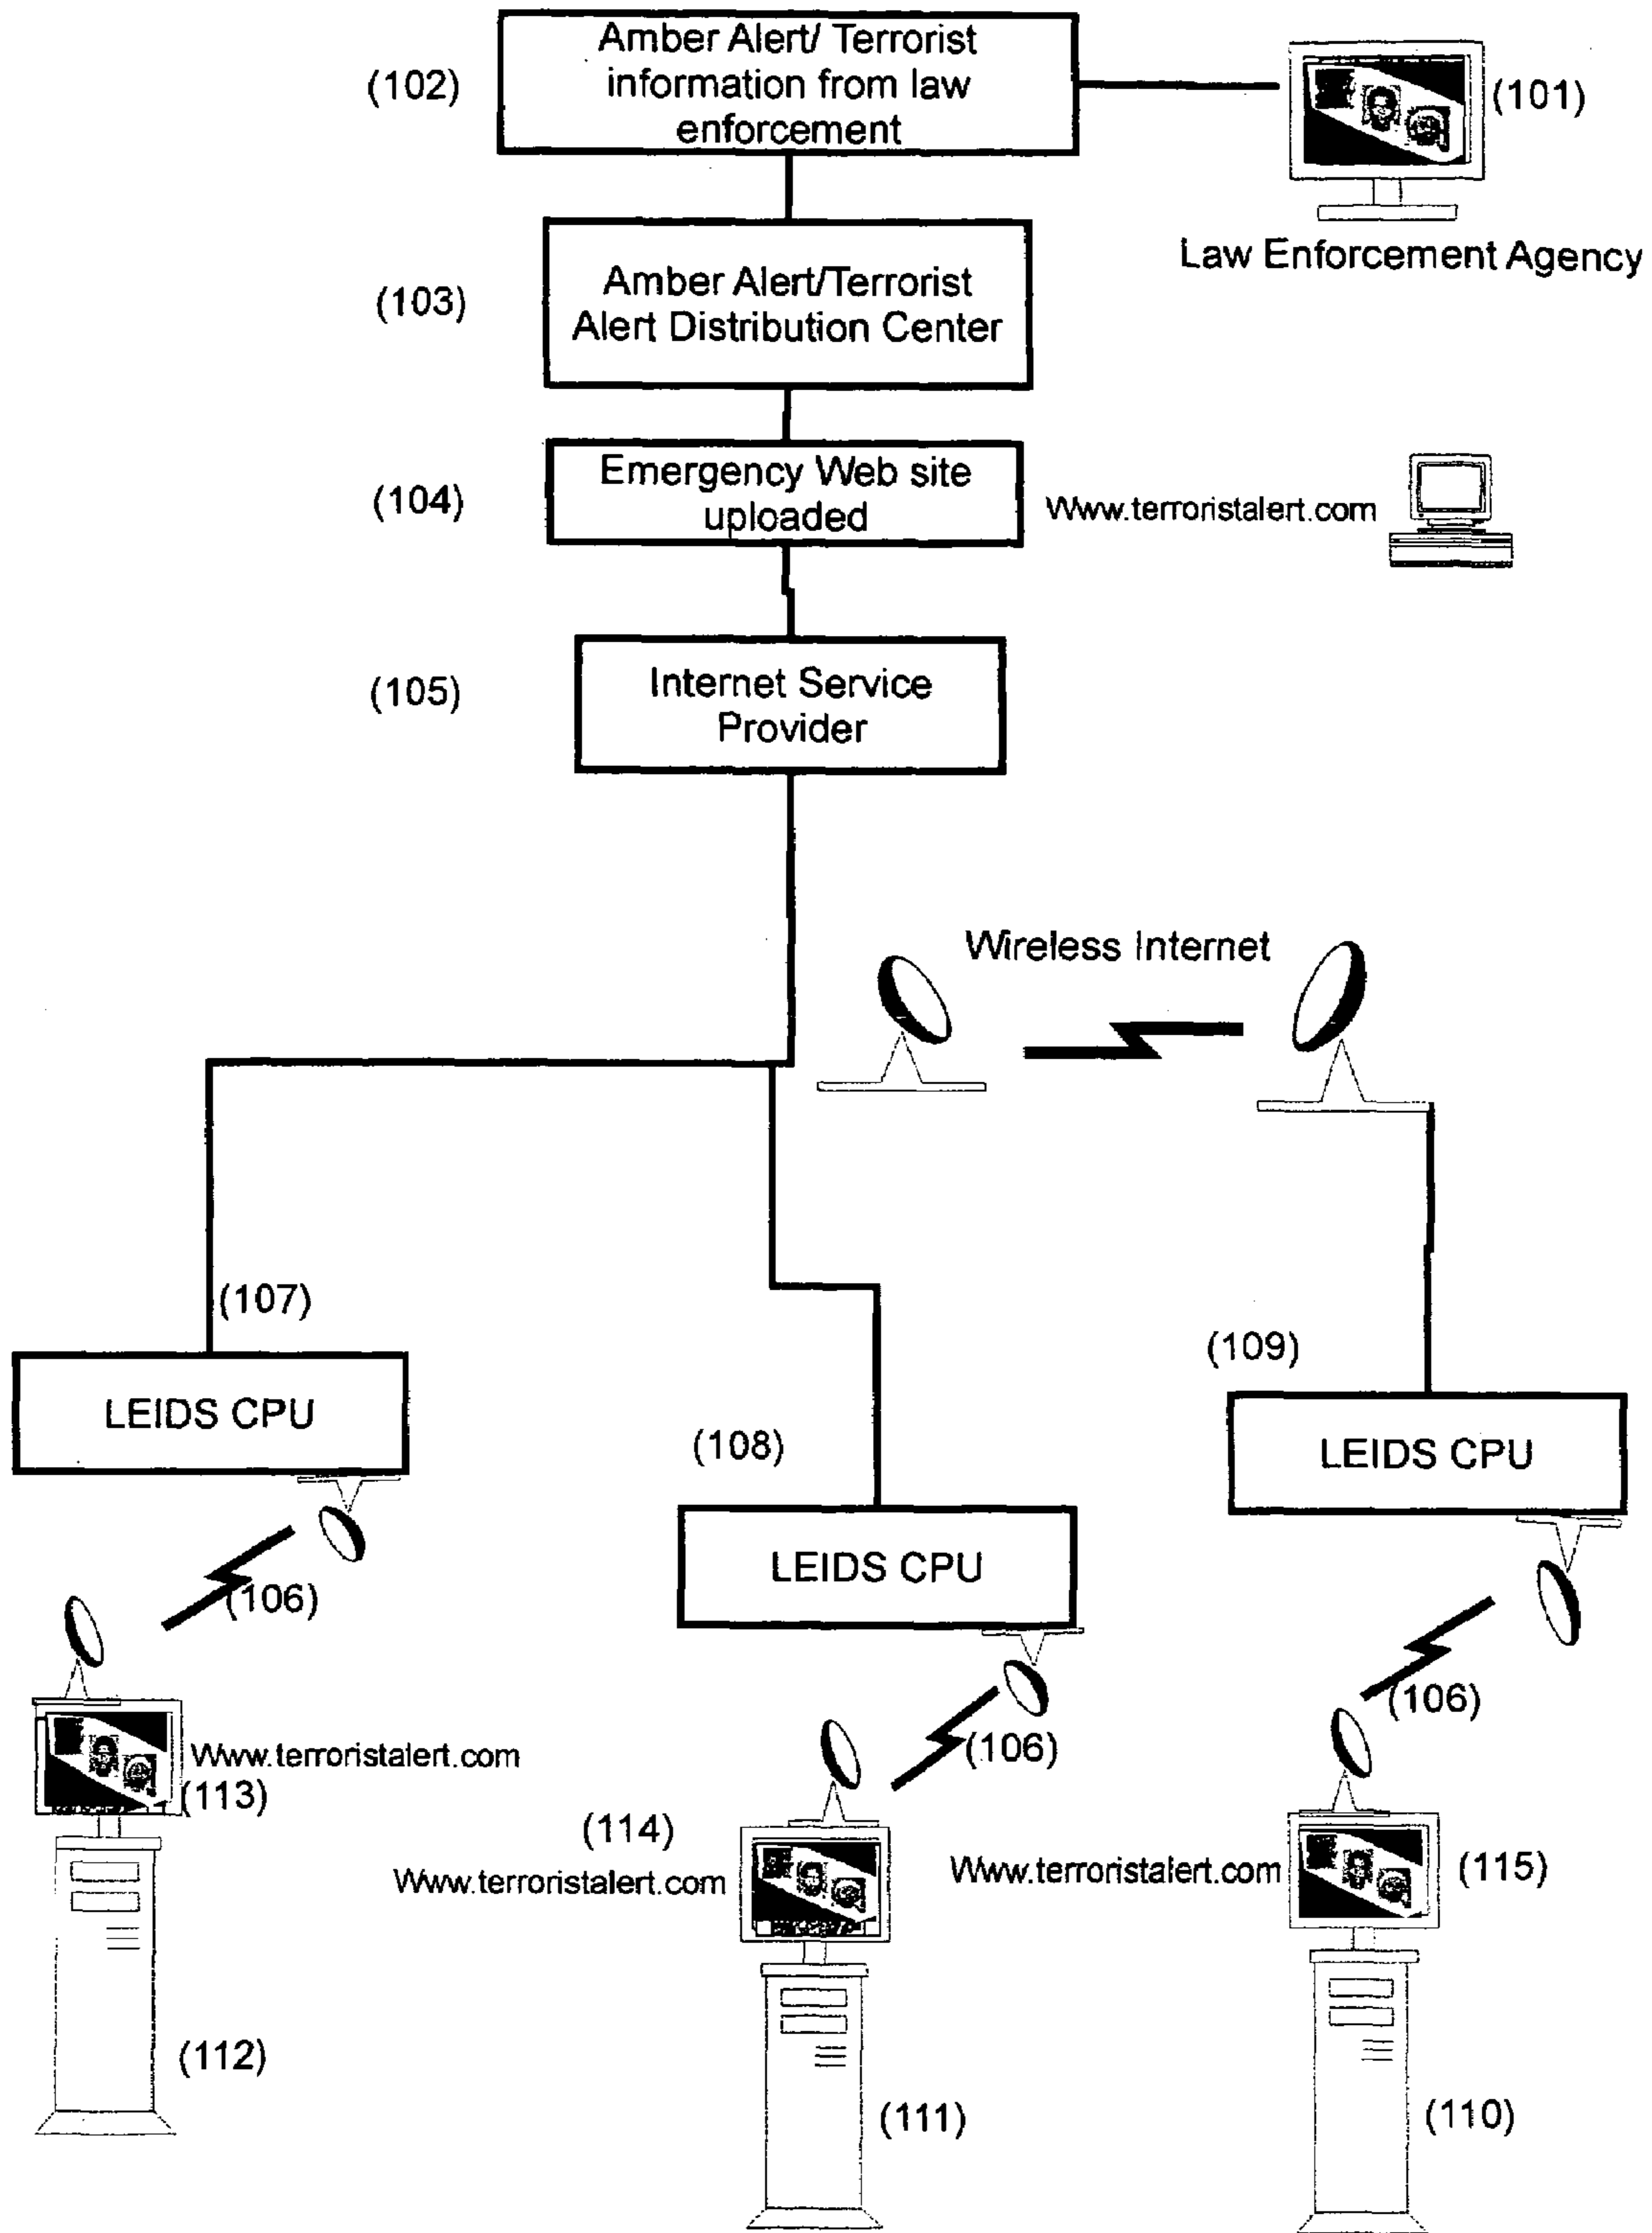 Amber Alert/ Terrorist
information from law
enforcement
(102)
(101)
Law Enforcement Agency
(103)
Amber Alert/Terrorist
Alert Distribution Center
(104)
Emergency Web site
uploaded
Www.terroristalert.com
(105)
Internet Service
Provider
Wireless Internet
(107)
LEIDS CPU
(108)
LEIDS CPU
(109)
LEIDS CPU
(106)
(106)
(106)
Www.terroristalert.com
(113)
(114)
Www.terroristalert.com
Www.terroristalert.com
(115)
(112)
(111)
(110)